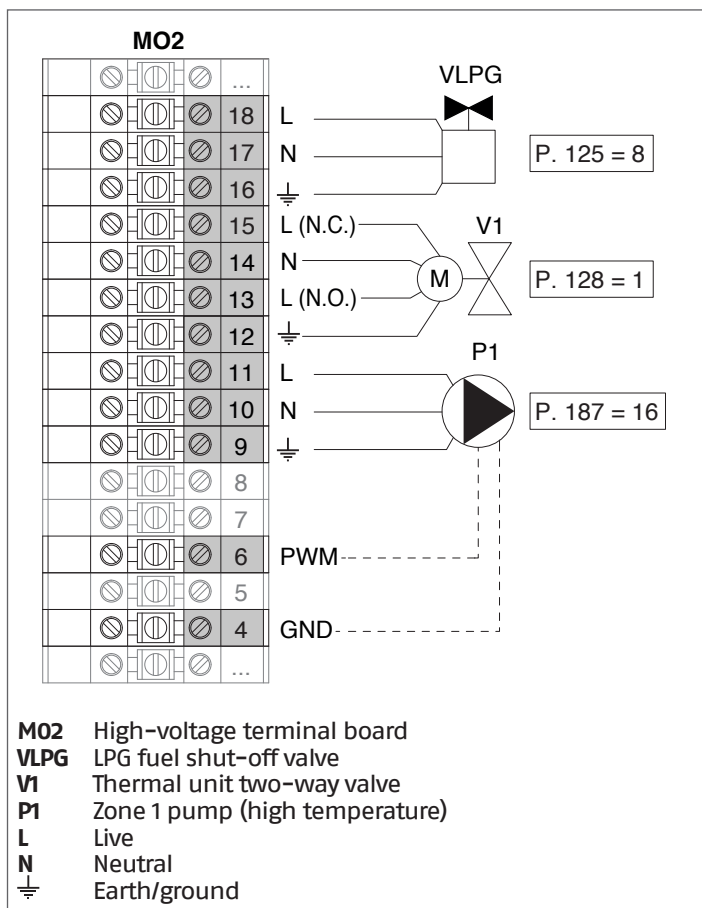 MO2
...
18 L
17 N
16
15 L (N.C.)
14 N
13 L (N.O.)
12
11 L
10 N
9
8
7
6 PWM
5
4 GND
...
VLPG
P. 125 = 8
V1
M
P. 128 = 1
P1
P. 187 = 16
M02 High-voltage terminal board
VLPG LPG fuel shut-off valve
V1 Thermal unit two-way valve
P1 Zone 1 pump (high temperature)
L Live
N Neutral
Earth/ground